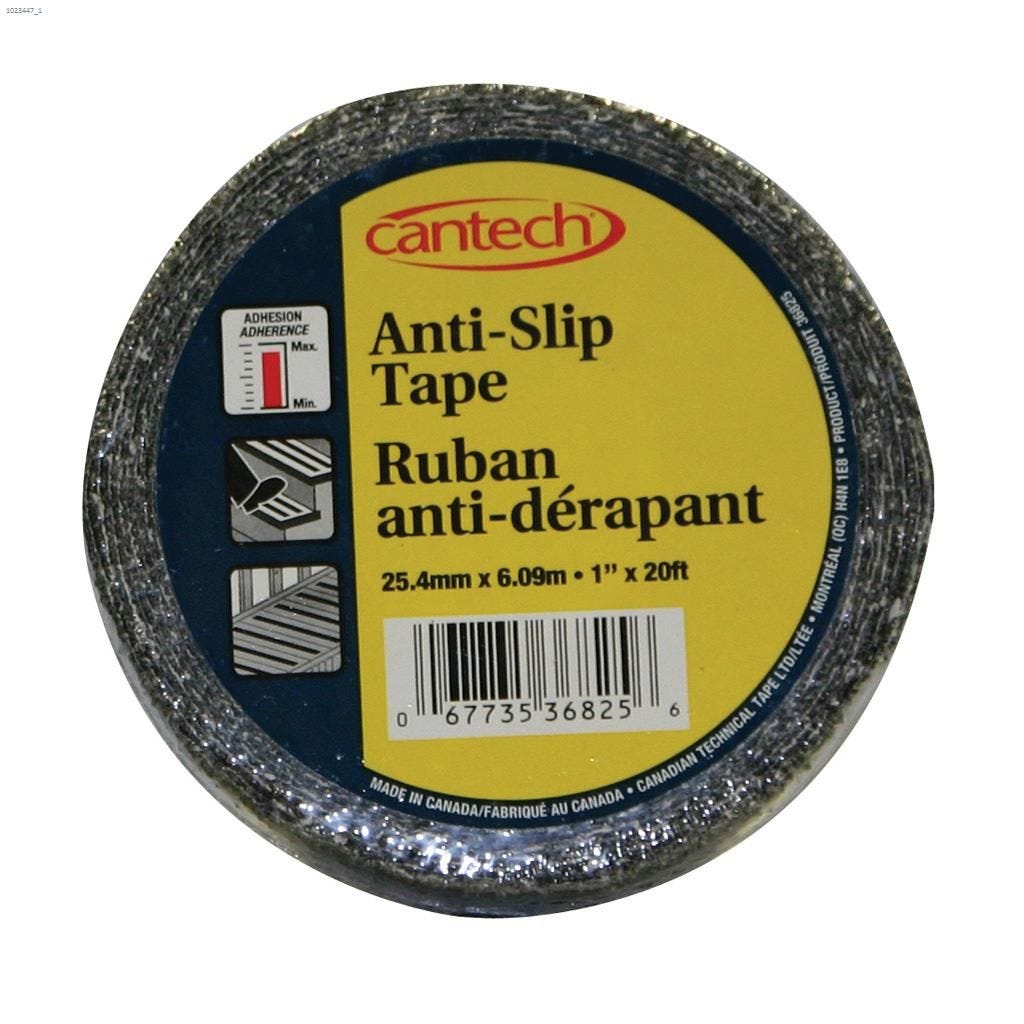 1023447_1
cantech®
ADHESION
ADHERENCE
Max.
Min.
Anti-Slip
Tape
Ruban
anti-dérapant
25.4mm x 6.09m • 1" x 20ft
0 67735 36825 6
MADE IN CANADA/FABRIQUÉ AU CANADA • CANADIAN TECHNICAL TAPE LTD/LTÉE • MONTRÉAL (QC) H4N 1E8 • PRODUCT/PRODUIT 36825